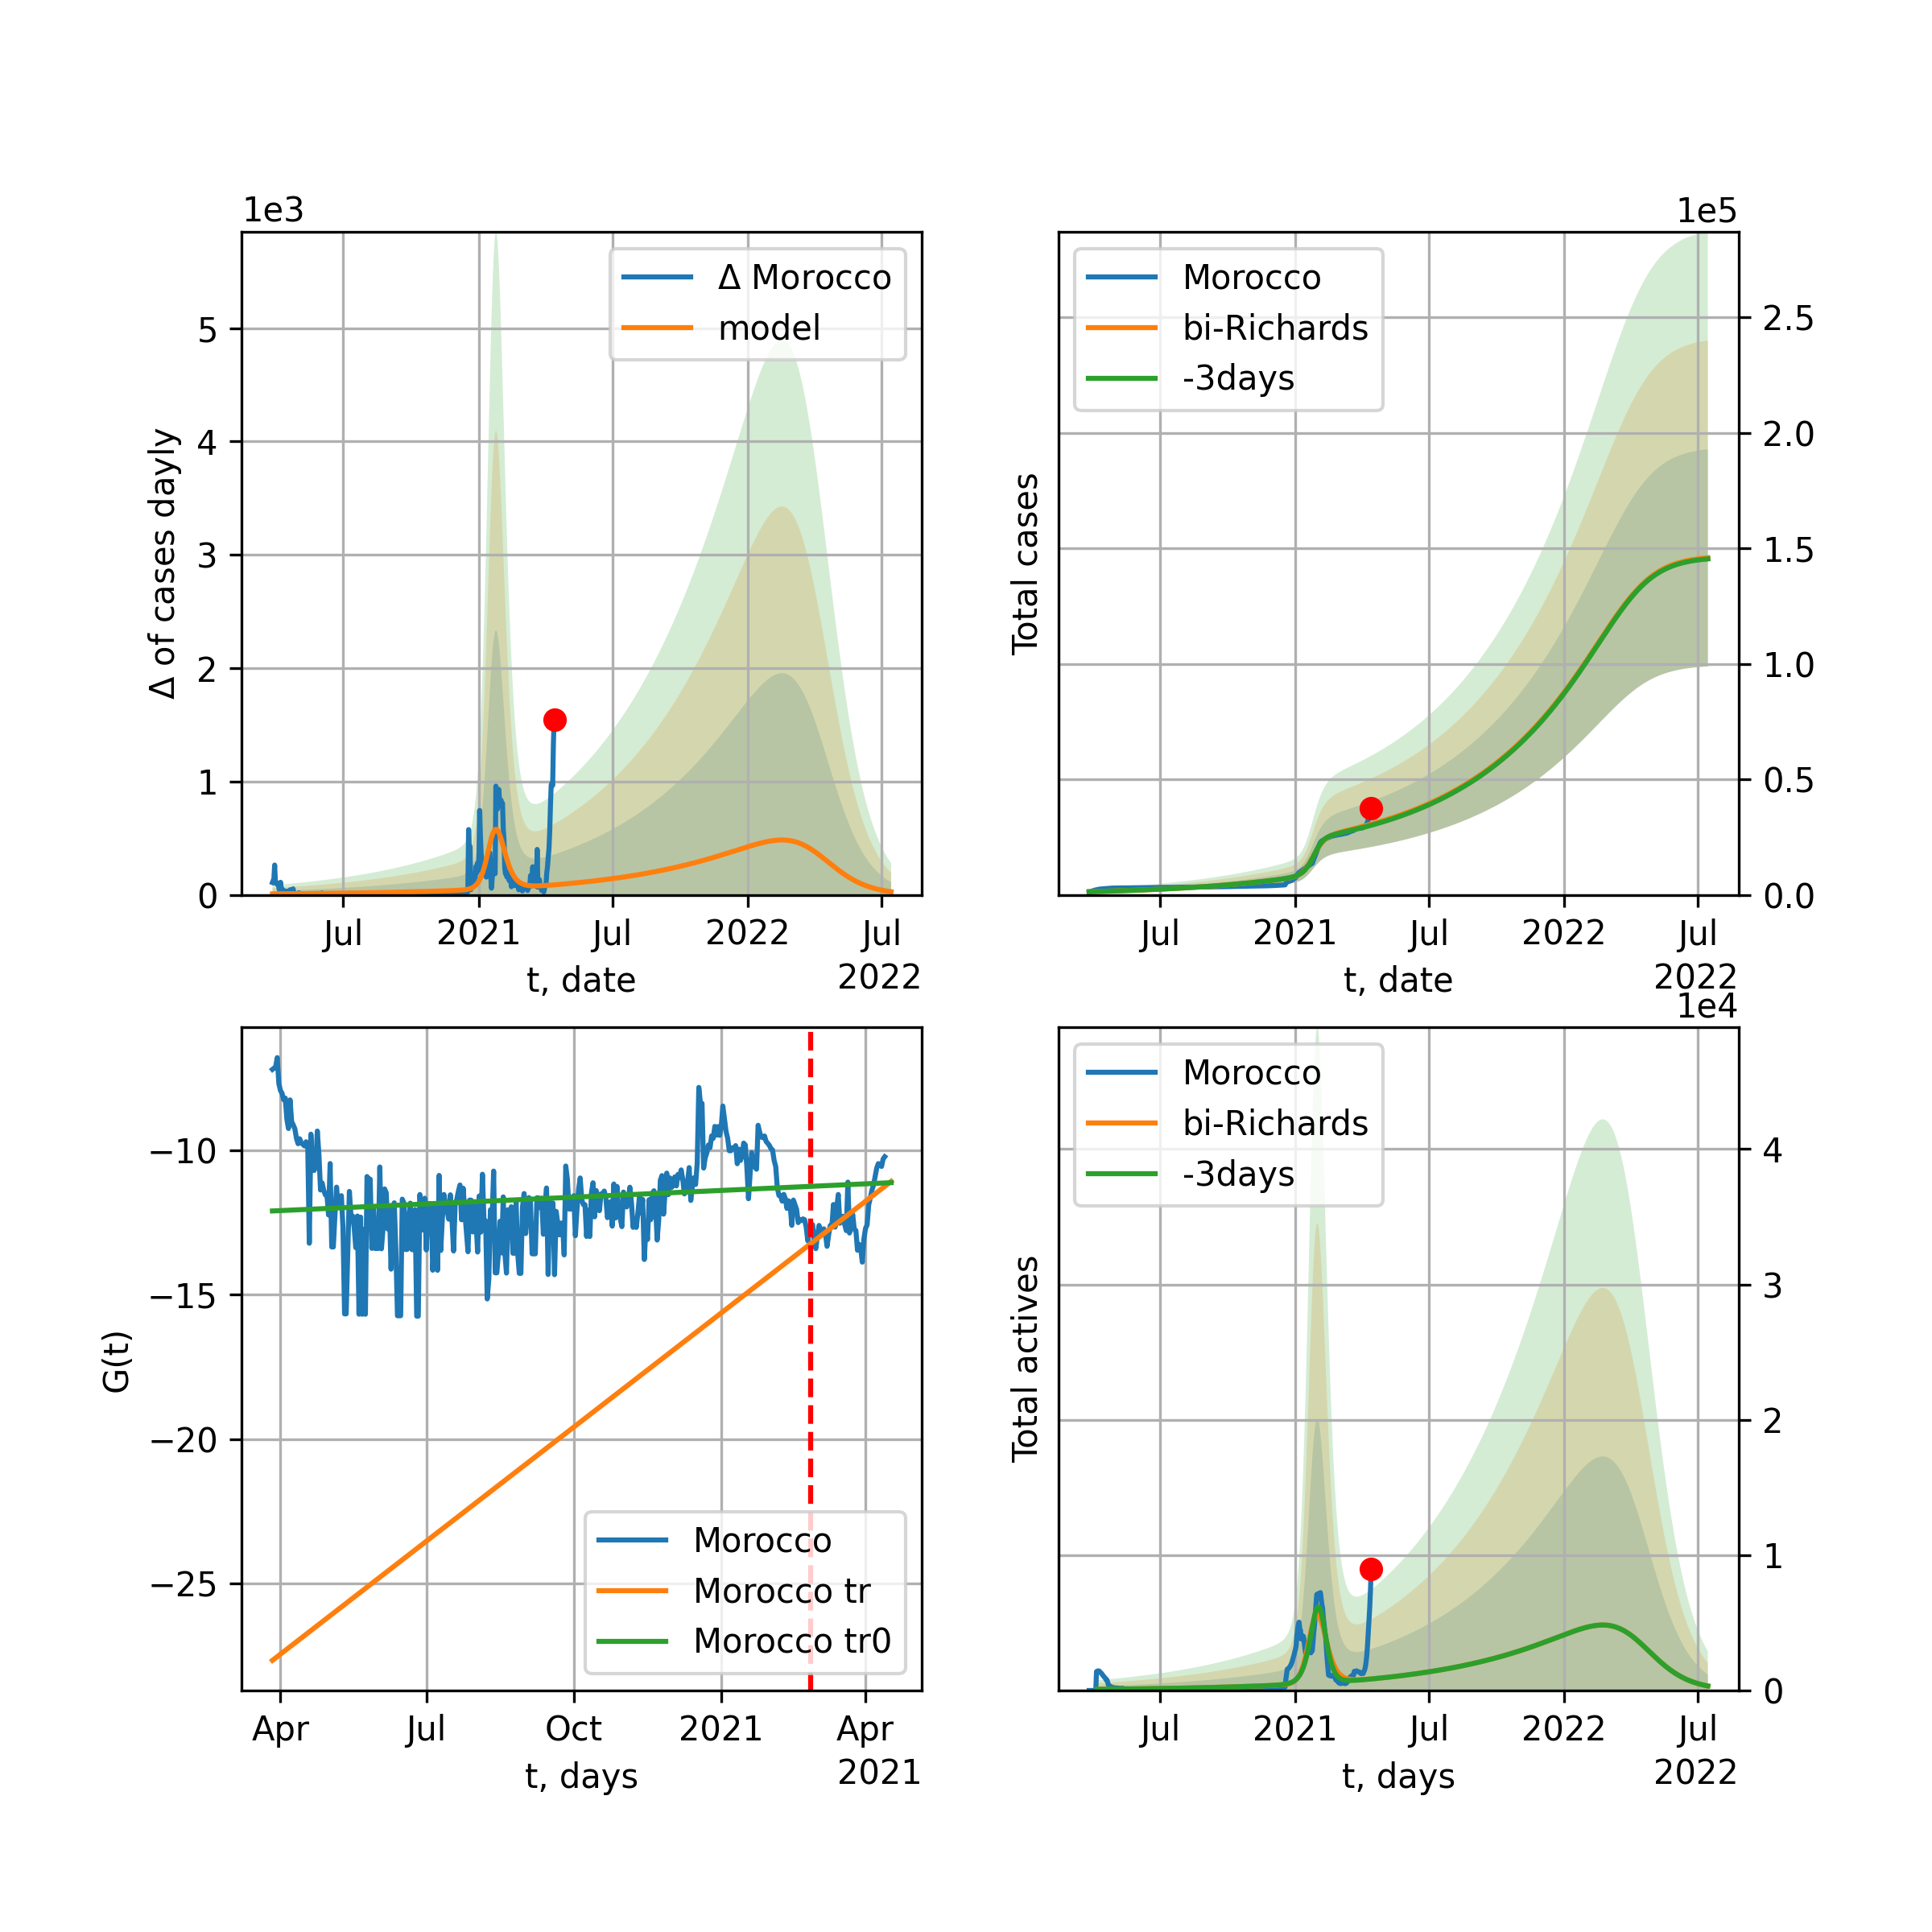 1e3
Δ of cases dayly
5
4
3
2
1
0
Δ Morocco
model
Jul
2021
Jul
2022
Jul
2022
t, date
1e5
Total cases
Morocco
bi-Richards
-3days
2.5
2.0
1.5
1.0
0.5
0.0
Jul
2021
Jul
2022
Jul
2022
t, date
G(t)
−10
−15
−20
−25
Morocco
Morocco tr
Morocco tr0
Apr
Jul
Oct
2021
Apr
2021
t, days
1e4
Total actives
Morocco
bi-Richards
-3days
4
3
2
1
0
Jul
2021
Jul
2022
Jul
2022
t, days